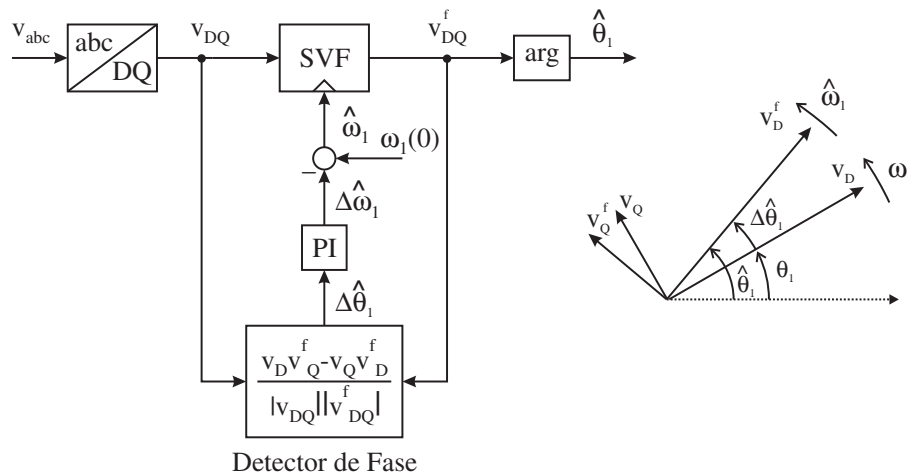 v_abc
abc
DQ
v_DQ
SVF
v^f_DQ
arg
θ̂_1
ω̂_1
ω_1(0)
−
Δω̂_1
PI
Δθ̂_1
v_D v^f_Q - v_Q v^f_D
|v_DQ||v^f_DQ|
Detector de Fase
v^f_D
ω̂_1
v_D
ω
v^f_Q
v_Q
Δθ̂_1
θ̂_1
θ_1